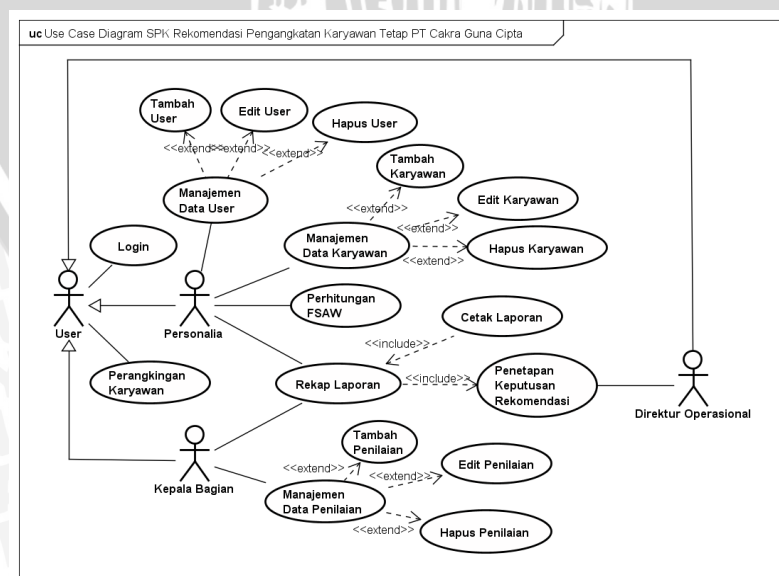 uc Use Case Diagram SPK Rekomendasi Pengangkatan Karyawan Tetap PT Cakra Guna Cipta
Tambah
User
Edit User
Hapus User
<<extend>>
<<extend>>
<<extend>>
Tambah
Karyawan
Manajemen
Data User
<<extend>>
Edit Karyawan
<<extend>>
Login
Manajemen
Data Karyawan
Hapus Karyawan
<<extend>>
Perhitungan
FSAW
Cetak Laporan
User
Personalia
<<include>>
Perangkingan
Karyawan
Rekap Laporan
<<include>>
Penetapan
Keputusan
Rekomendasi
Direktur Operasional
Tambah
Penilaian
<<extend>>
Edit Penilaian
<<extend>>
Kepala Bagian
Manajemen
Data Penilaian
<<extend>>
Hapus Penilaian